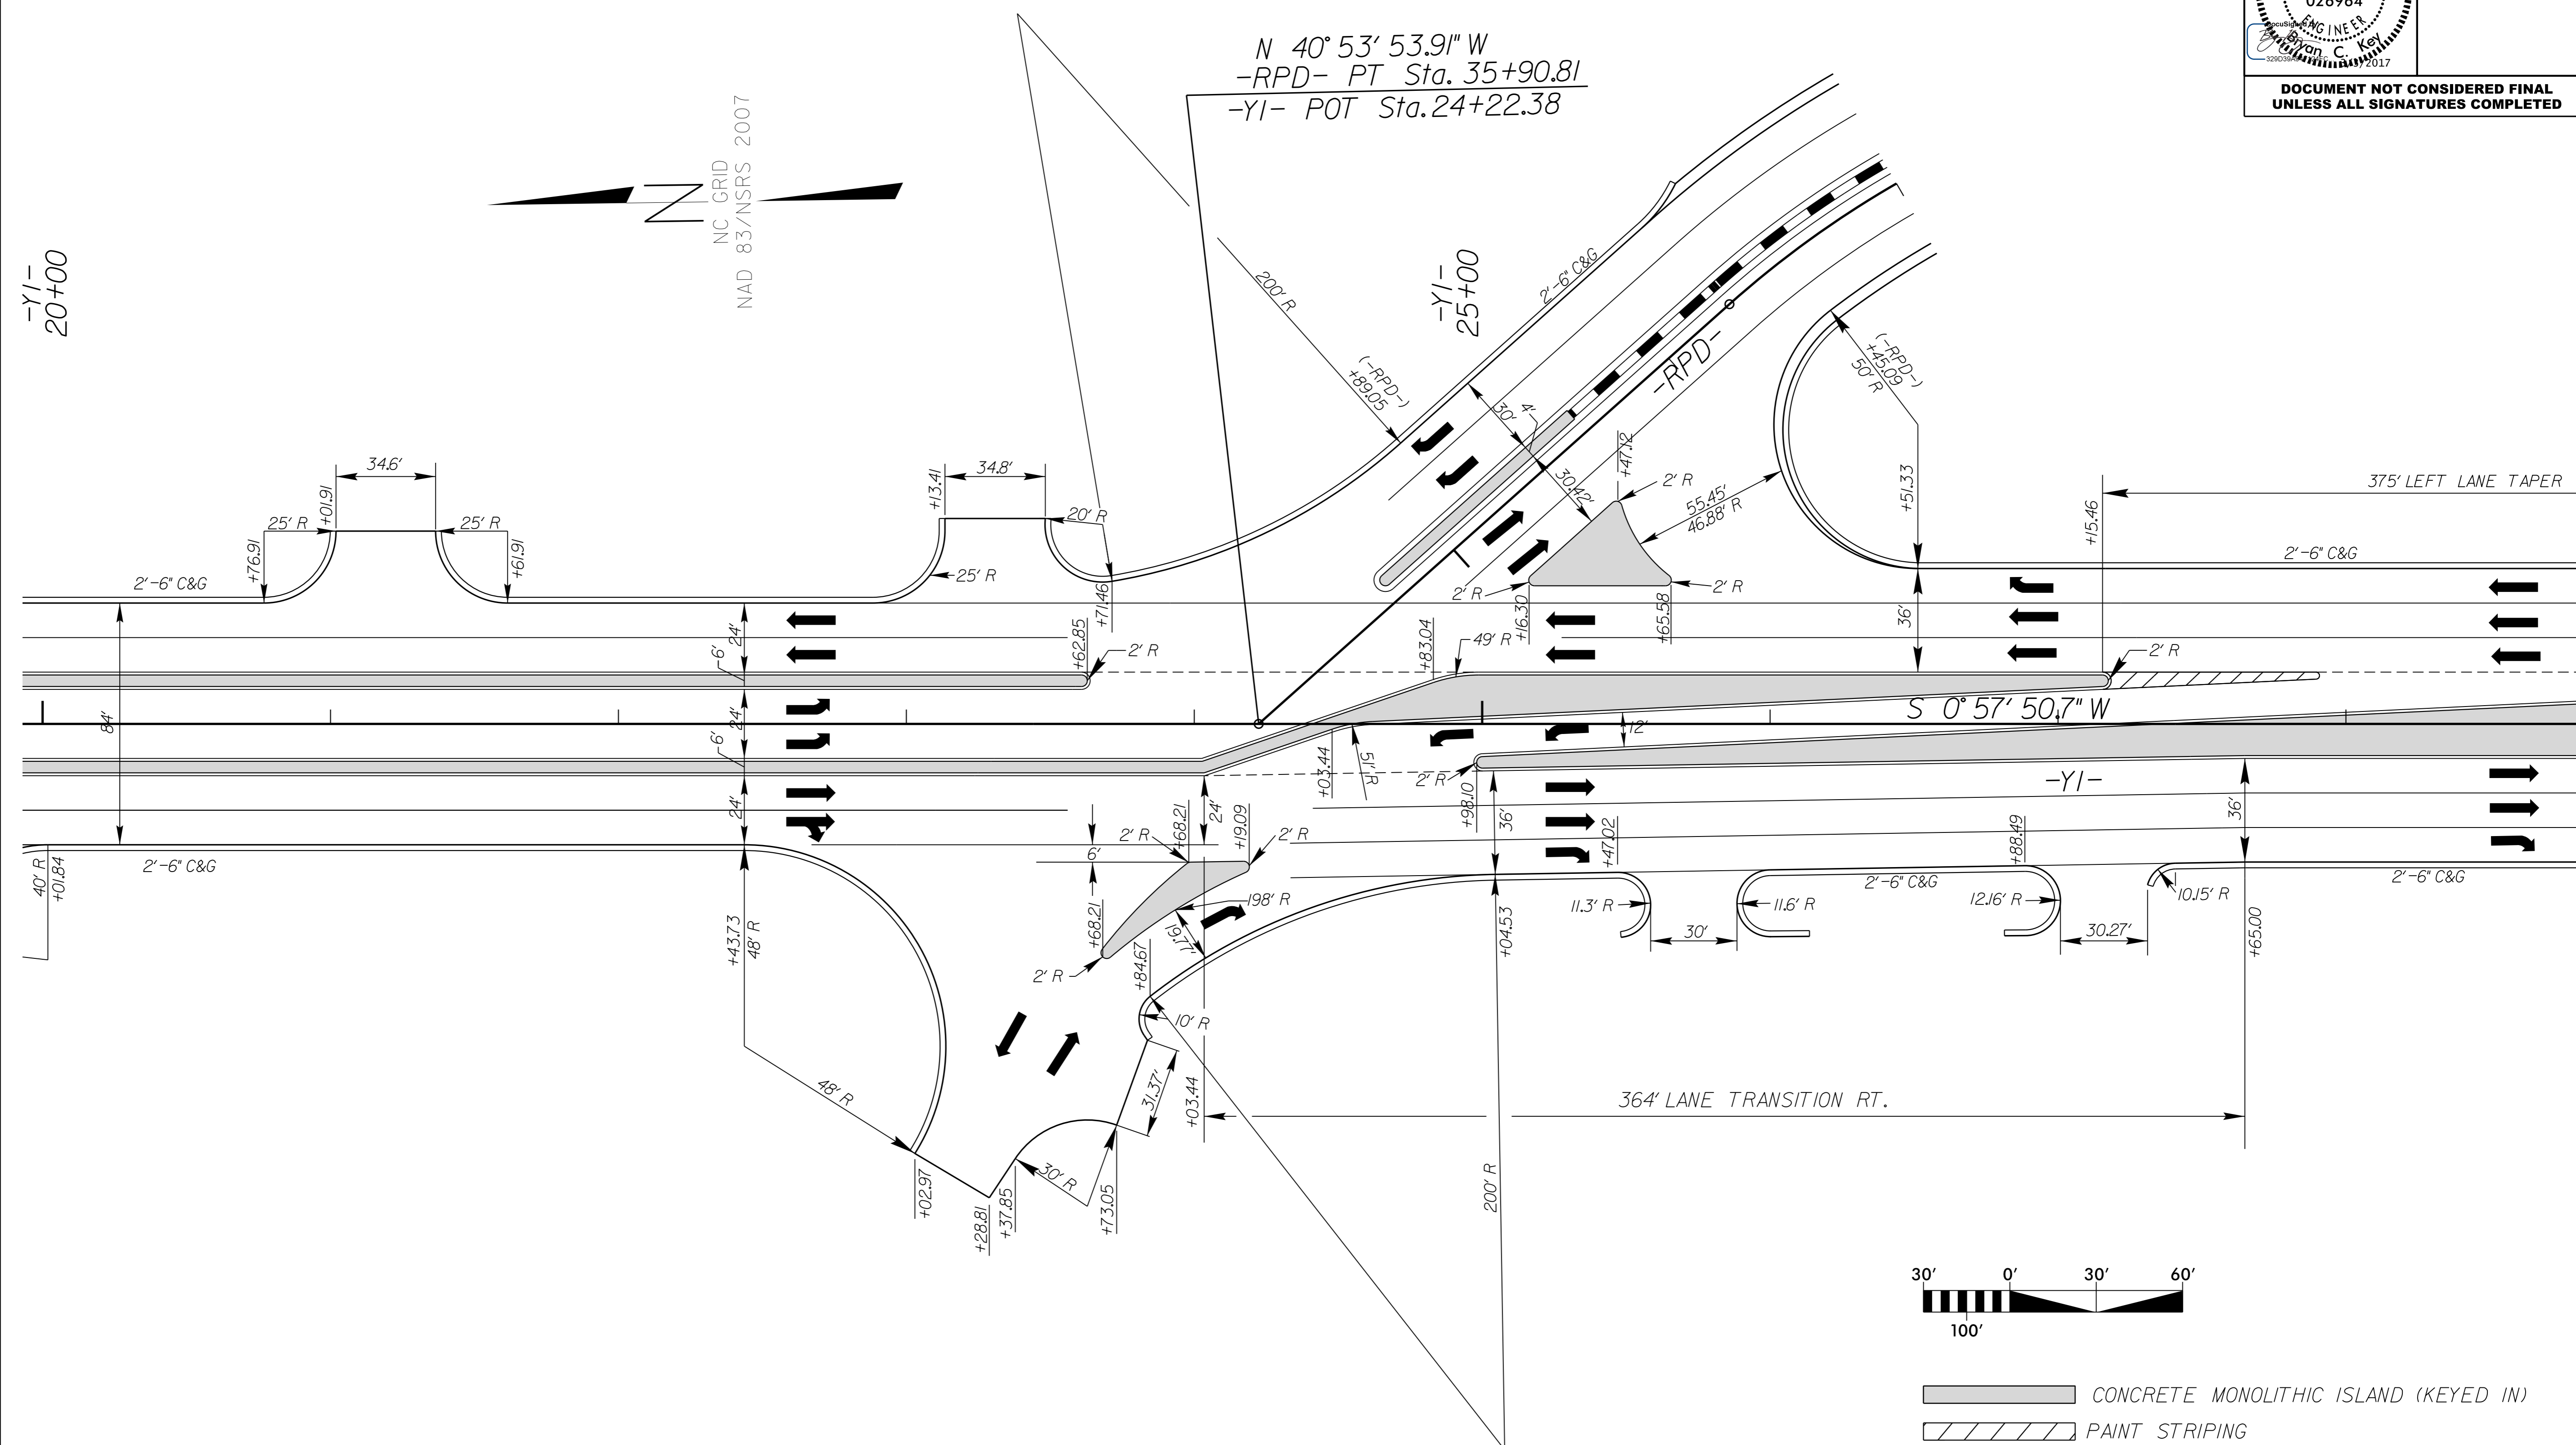 026984
ENGINEER
Bryan C. Key
DocuSigned
2017
DOCUMENT NOT CONSIDERED FINAL
UNLESS ALL SIGNATURES COMPLETED
N 40° 53' 53.91" W
-RPD- PT Sta. 35+90.81
-Y1- POT Sta. 24+22.38
NC GRID
NAD 83/NSRS 2007
N
-Y1-
20+00
-Y1-
25+00
200' R
(-RPD-)
+89.05
2'-6" C&G
-RPD-
(-RPD-)
+45.09
50' R
30'
4'
30.42'
+47.12
2' R
55.45'
46.88' R
2' R
2' R
+16.30
+65.58
+51.33
36'
+15.46
375' LEFT LANE TAPER
2'-6" C&G
2' R
34.6'
+01.91
25' R
25' R
+76.91
+61.91
2'-6" C&G
34.8'
+13.41
20' R
25' R
+71.46
+62.85
2' R
+83.04
49' R
84'
24'
6'
24'
6'
24'
S 0° 57' 50.7" W
12'
+03.44
51' R
2' R
+98.10
36'
-Y1-
36'
40' R
+01.84
2'-6" C&G
+43.73
48' R
6'
2' R
+68.21
24'
+19.09
2' R
198' R
+68.21
19.77'
2' R
+84.67
10' R
48' R
31.37'
+03.44
+02.97
+28.81
+37.85
30' R
+73.05
+04.53
200' R
+47.02
11.3' R
30'
11.6' R
2'-6" C&G
+88.49
12.16' R
30.27'
10.15' R
2'-6" C&G
+65.00
364' LANE TRANSITION RT.
30' 0' 30' 60'
100'
CONCRETE MONOLITHIC ISLAND (KEYED IN)
PAINT STRIPING